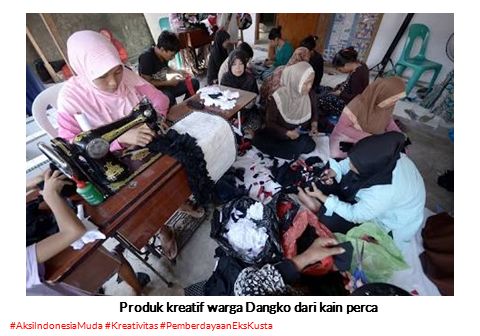 Produk kreatif warga Dangko dari kain perca
#AksiIndonesiaMuda #Kreativitas #PemberdayaanEksKusta